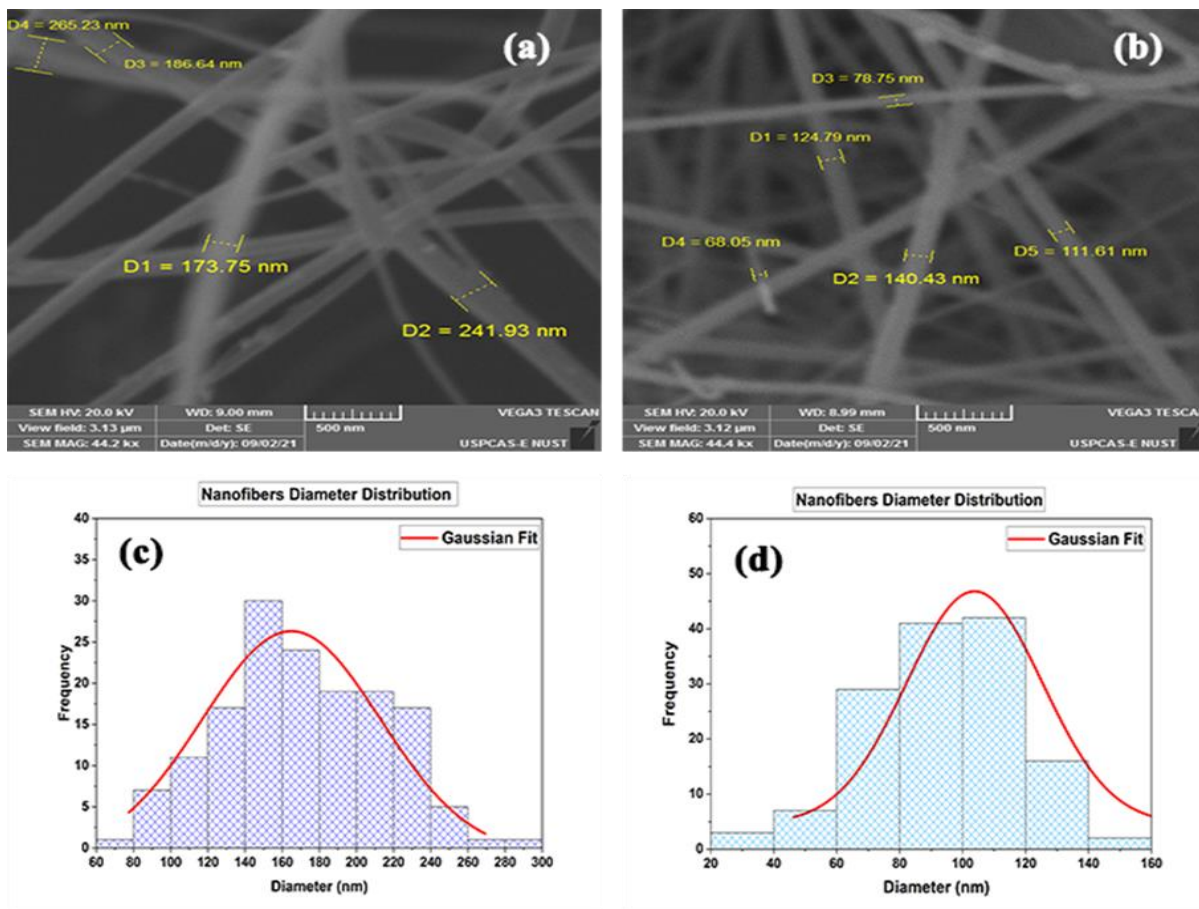 D4 = 265.23 nm
(a)
D3 = 186.64 nm
D1 = 173.75 nm
D2 = 241.93 nm
SEM HV: 20.0 kV WD: 9.00 mm VEGA3 TESCAN
View field: 3.13 µm Det: SE 500 nm
SEM MAG: 44.2 kx Date(m/d/y): 09/02/21 USPCAS-E NUST
(b)
D3 = 78.75 nm
D1 = 124.79 nm
D4 = 68.05 nm
D5 = 111.61 nm
D2 = 140.43 nm
SEM HV: 20.0 kV WD: 8.99 mm VEGA3 TESCAN
View field: 3.12 µm Det: SE 500 nm
SEM MAG: 44.4 kx Date(m/d/y): 09/02/21 USPCAS-E NUST
Nanofibers Diameter Distribution
(c)
Gaussian Fit
Frequency
40
35
30
25
20
15
10
5
0
60 80 100 120 140 160 180 200 220 240 260 280 300
Diameter (nm)
Nanofibers Diameter Distribution
(d)
Gaussian Fit
Frequency
60
50
40
30
20
10
0
20 40 60 80 100 120 140 160
Diameter (nm)